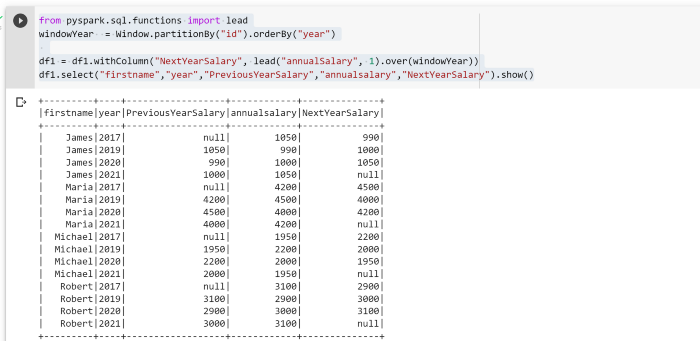 from pyspark.sql.functions import lead
windowYear  = Window.partitionBy("id").orderBy("year")
df1 = df1.withColumn("NextYearSalary", lead("annualSalary", 1).over(windowYear))
df1.select("firstname","year","PreviousYearSalary","annualsalary","NextYearSalary").show()
+---------+----+------------------+------------+--------------+
|firstname|year|PreviousYearSalary|annualsalary|NextYearSalary|
+---------+----+------------------+------------+--------------+
|    James|2017|              null|        1050|           990|
|    James|2019|              1050|         990|          1000|
|    James|2020|               990|        1000|          1050|
|    James|2021|              1000|        1050|          null|
|    Maria|2017|              null|        4200|          4500|
|    Maria|2019|              4200|        4500|          4000|
|    Maria|2020|              4500|        4000|          4200|
|    Maria|2021|              4000|        4200|          null|
|  Michael|2017|              null|        1950|          2200|
|  Michael|2019|              1950|        2200|          2000|
|  Michael|2020|              2200|        2000|          1950|
|  Michael|2021|              2000|        1950|          null|
|   Robert|2017|              null|        3100|          2900|
|   Robert|2019|              3100|        2900|          3000|
|   Robert|2020|              2900|        3000|          3100|
|   Robert|2021|              3000|        3100|          null|
+---------+----+------------------+------------+--------------+